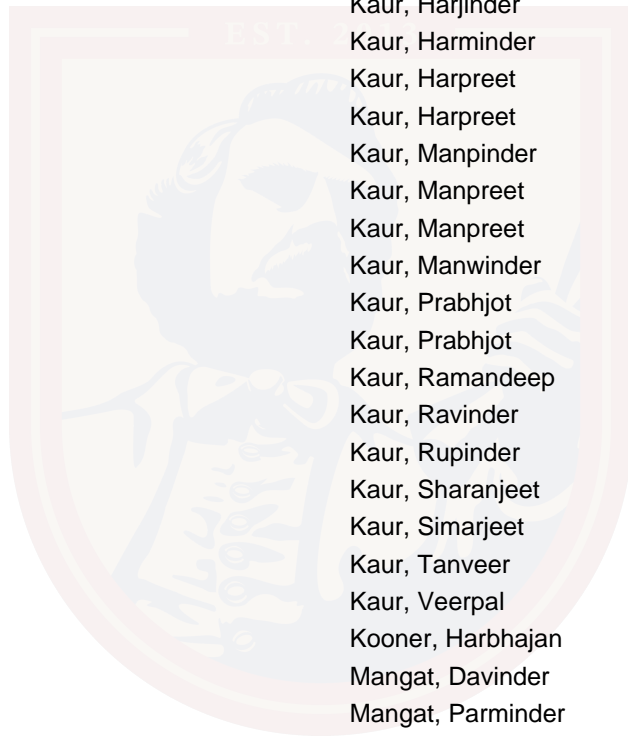 Kaur, Harjinder
EST. 2013
Kaur, Harminder
Kaur, Harpreet
Kaur, Harpreet
Kaur, Manpinder
Kaur, Manpreet
Kaur, Manpreet
Kaur, Manwinder
Kaur, Prabhjot
Kaur, Prabhjot
Kaur, Ramandeep
Kaur, Ravinder
Kaur, Rupinder
Kaur, Sharanjeet
Kaur, Simarjeet
Kaur, Tanveer
Kaur, Veerpal
Kooner, Harbhajan
Mangat, Davinder
Mangat, Parminder